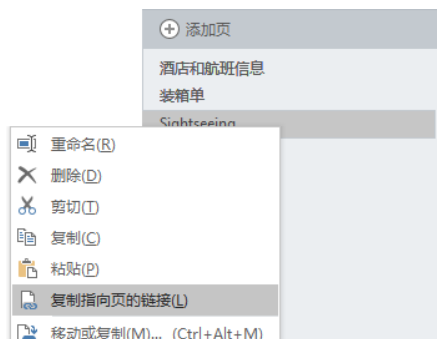 添加页
酒店和航班信息
装箱单
Sightseeing
重命名(R)
删除(D)
剪切(T)
复制(C)
粘贴(P)
复制指向页的链接(L)
移动或复制(M)... (Ctrl+Alt+M)